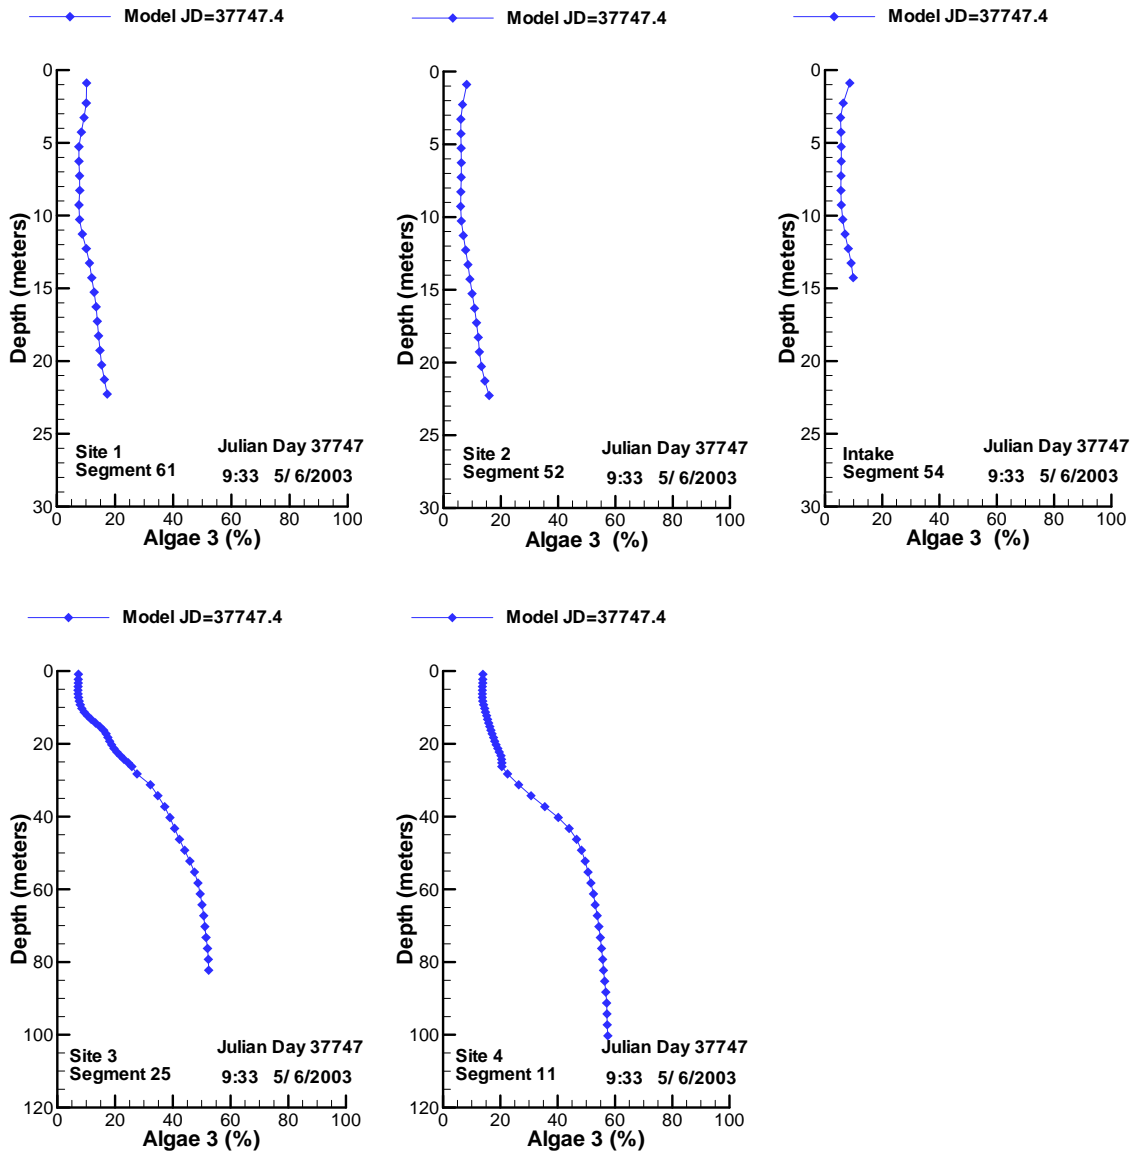 Model JD=37747.4
0
5
10
15
20
25
30
0 20 40 60 80 100
Depth (meters)
Algae 3 (%)
Site 1
Segment 61
Julian Day 37747
9:33 5/ 6/2003
Model JD=37747.4
0
5
10
15
20
25
30
0 20 40 60 80 100
Depth (meters)
Algae 3 (%)
Site 2
Segment 52
Julian Day 37747
9:33 5/ 6/2003
Model JD=37747.4
0
5
10
15
20
25
30
0 20 40 60 80 100
Depth (meters)
Algae 3 (%)
Intake
Segment 54
Julian Day 37747
9:33 5/ 6/2003
Model JD=37747.4
0
20
40
60
80
100
120
0 20 40 60 80 100
Depth (meters)
Algae 3 (%)
Site 3
Segment 25
Julian Day 37747
9:33 5/ 6/2003
Model JD=37747.4
0
20
40
60
80
100
120
0 20 40 60 80 100
Depth (meters)
Algae 3 (%)
Site 4
Segment 11
Julian Day 37747
9:33 5/ 6/2003